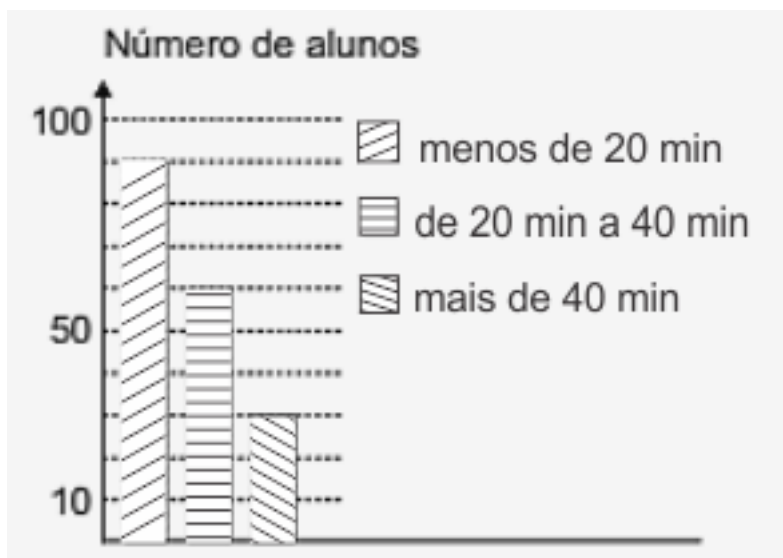 Número de alunos
100
50
10
menos de 20 min
de 20 min a 40 min
mais de 40 min